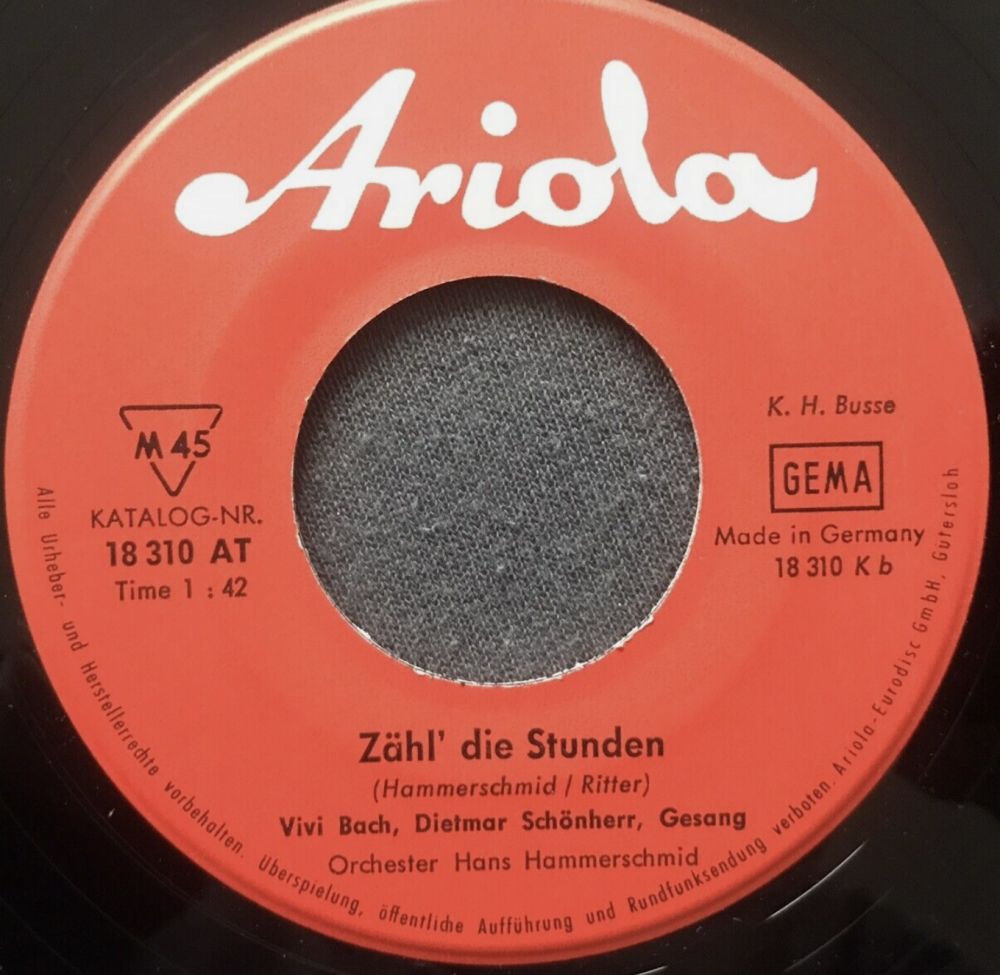 Ariola
M 45
KATALOG-NR.
18 310 AT
Time 1 : 42
K. H. Busse
GEMA
Made in Germany
18 310 K b
Zähl' die Stunden
(Hammerschmid / Ritter)
Vivi Bach, Dietmar Schönherr, Gesang
Orchester Hans Hammerschmid
Alle Urheber- und Herstellerrechte vorbehalten. Überspielung, öffentliche Aufführung und Rundfunksendung verboten. Ariola-Eurodisc GmbH, Gütersloh